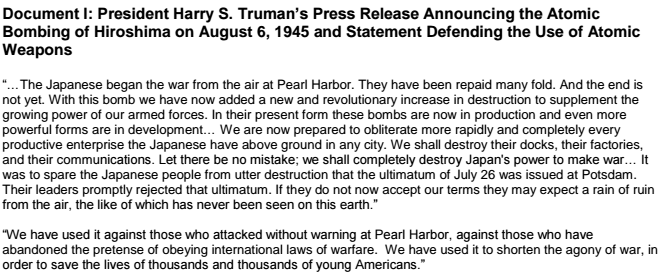 Document I: President Harry S. Truman’s Press Release Announcing the Atomic
Bombing of Hiroshima on August 6, 1945 and Statement Defending the Use of Atomic
Weapons
“…The Japanese began the war from the air at Pearl Harbor. They have been repaid many fold. And the end is
not yet. With this bomb we have now added a new and revolutionary increase in destruction to supplement the
growing power of our armed forces. In their present form these bombs are now in production and even more
powerful forms are in development… We are now prepared to obliterate more rapidly and completely every
productive enterprise the Japanese have above ground in any city. We shall destroy their docks, their factories,
and their communications. Let there be no mistake; we shall completely destroy Japan's power to make war… It
was to spare the Japanese people from utter destruction that the ultimatum of July 26 was issued at Potsdam.
Their leaders promptly rejected that ultimatum. If they do not now accept our terms they may expect a rain of ruin
from the air, the like of which has never been seen on this earth.”
“We have used it against those who attacked without warning at Pearl Harbor, against those who have
abandoned the pretense of obeying international laws of warfare.  We have used it to shorten the agony of war, in
order to save the lives of thousands and thousands of young Americans.”